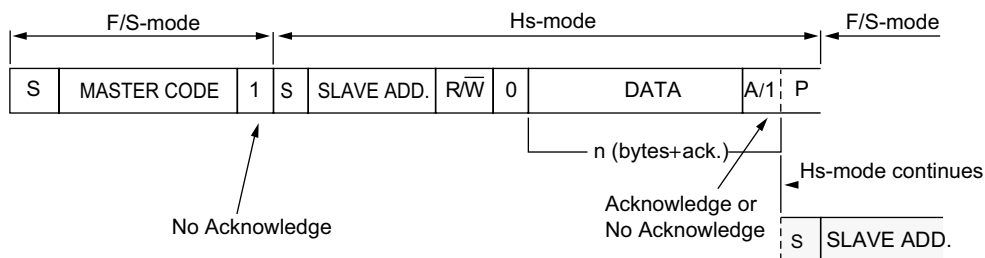 F/S-mode Hs-mode F/S-mode
S MASTER CODE 1 S SLAVE ADD. R/W̅ 0 DATA A/1 P
n (bytes+ack.)
Hs-mode continues
No Acknowledge
Acknowledge or
No Acknowledge
S SLAVE ADD.